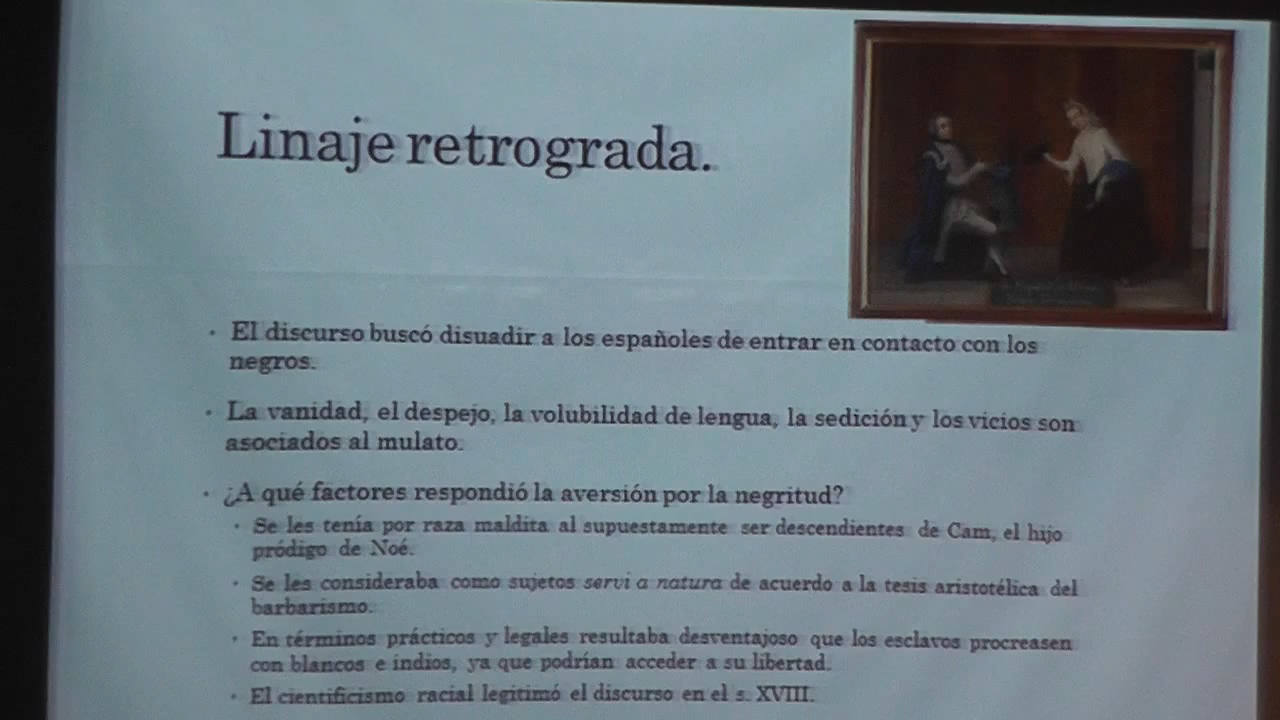 Linaje retrograda.
• El discurso buscó disuadir a los españoles de entrar en contacto con los
negros.
• La vanidad, el despejo, la volubilidad de lengua, la sedición y los vicios son
asociados al mulato.
• ¿A qué factores respondió la aversión por la negritud?
• Se les tenía por raza maldita al supuestamente ser descendientes de Cam, el hijo
pródigo de Noé.
• Se les consideraba como sujetos servi a natura de acuerdo a la tesis aristotélica del
barbarismo.
• En términos prácticos y legales resultaba desventajoso que los esclavos procreasen
con blancos e indios, ya que podrían acceder a su libertad.
• El cientificismo racial legitimó el discurso en el s. XVIII.